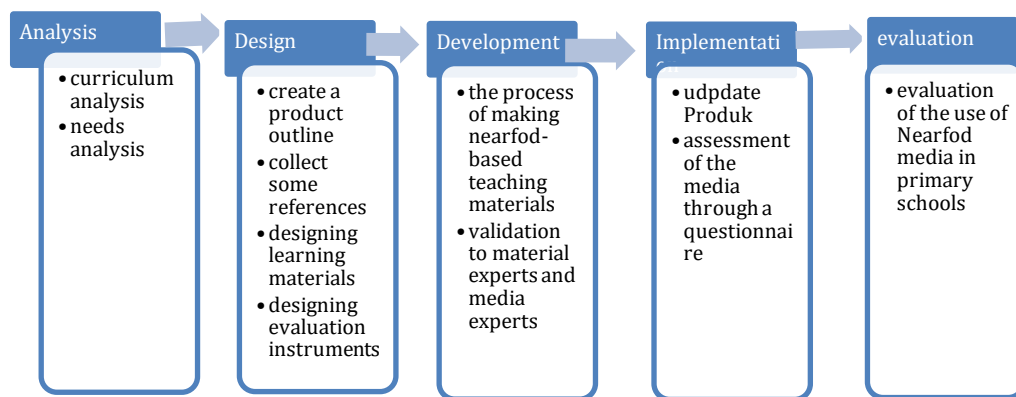 Analysis
• curriculum
analysis
• needs
analysis
Design
• create a
product
outline
• collect
some
references
• designing
learning
materials
• designing
evaluation
instruments
Development
• the process
of making
nearfod-
based
teaching
materials
• validation
to material
experts and
media
experts
Implementati
on
• udpdate
Produk
• assessment
of the
media
through a
questionnai
re
evaluation
• evaluation
of the use of
Nearfod
media in
primary
schools